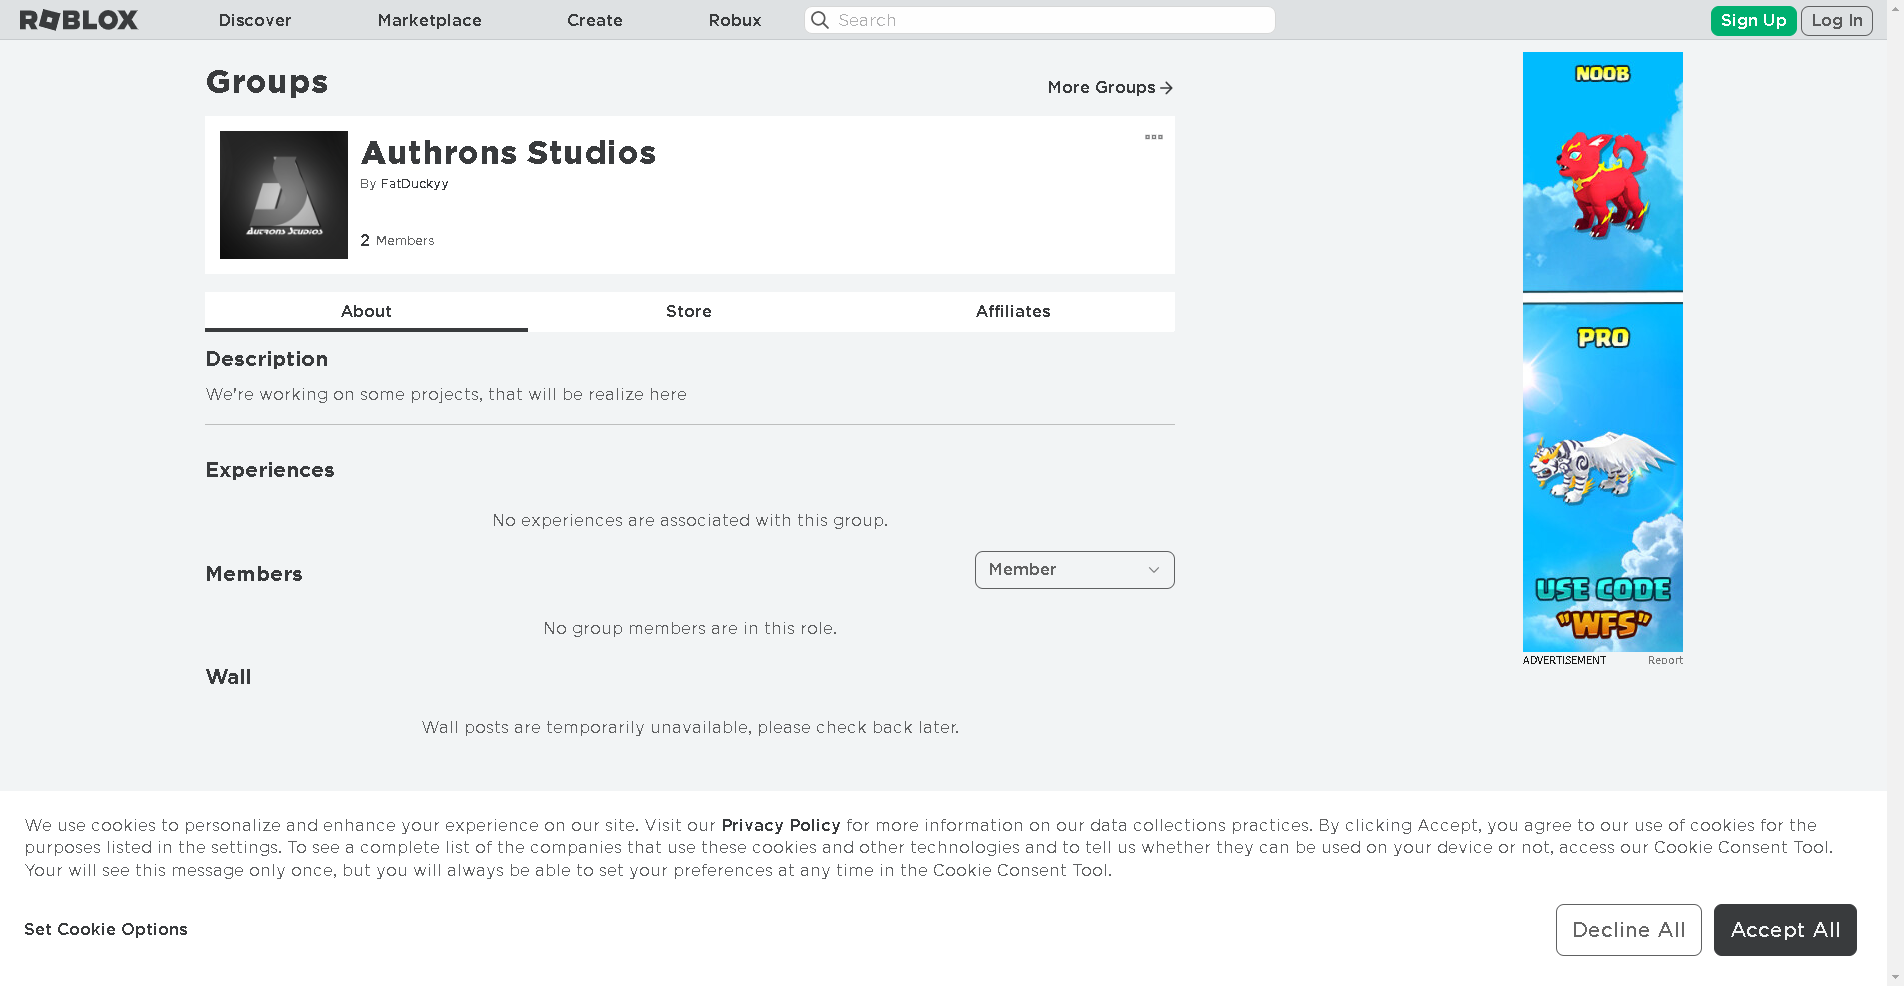 ROBLOX
Discover
Marketplace
Create
Robux
Search
Sign Up
Log In
Groups
More Groups
Authrons Studios
By FatDuckyy
2 Members
Autrons Studios
About
Store
Affiliates
Description
We're working on some projects, that will be realize here
Experiences
No experiences are associated with this group.
Members
Member
No group members are in this role.
Wall
Wall posts are temporarily unavailable, please check back later.
NOOB
PRO
USE CODE
"WFS"
ADVERTISEMENT
Report
We use cookies to personalize and enhance your experience on our site. Visit our Privacy Policy for more information on our data collections practices. By clicking Accept, you agree to our use of cookies for the
purposes listed in the settings. To see a complete list of the companies that use these cookies and other technologies and to tell us whether they can be used on your device or not, access our Cookie Consent Tool.
Your will see this message only once, but you will always be able to set your preferences at any time in the Cookie Consent Tool.
Set Cookie Options
Decline All
Accept All